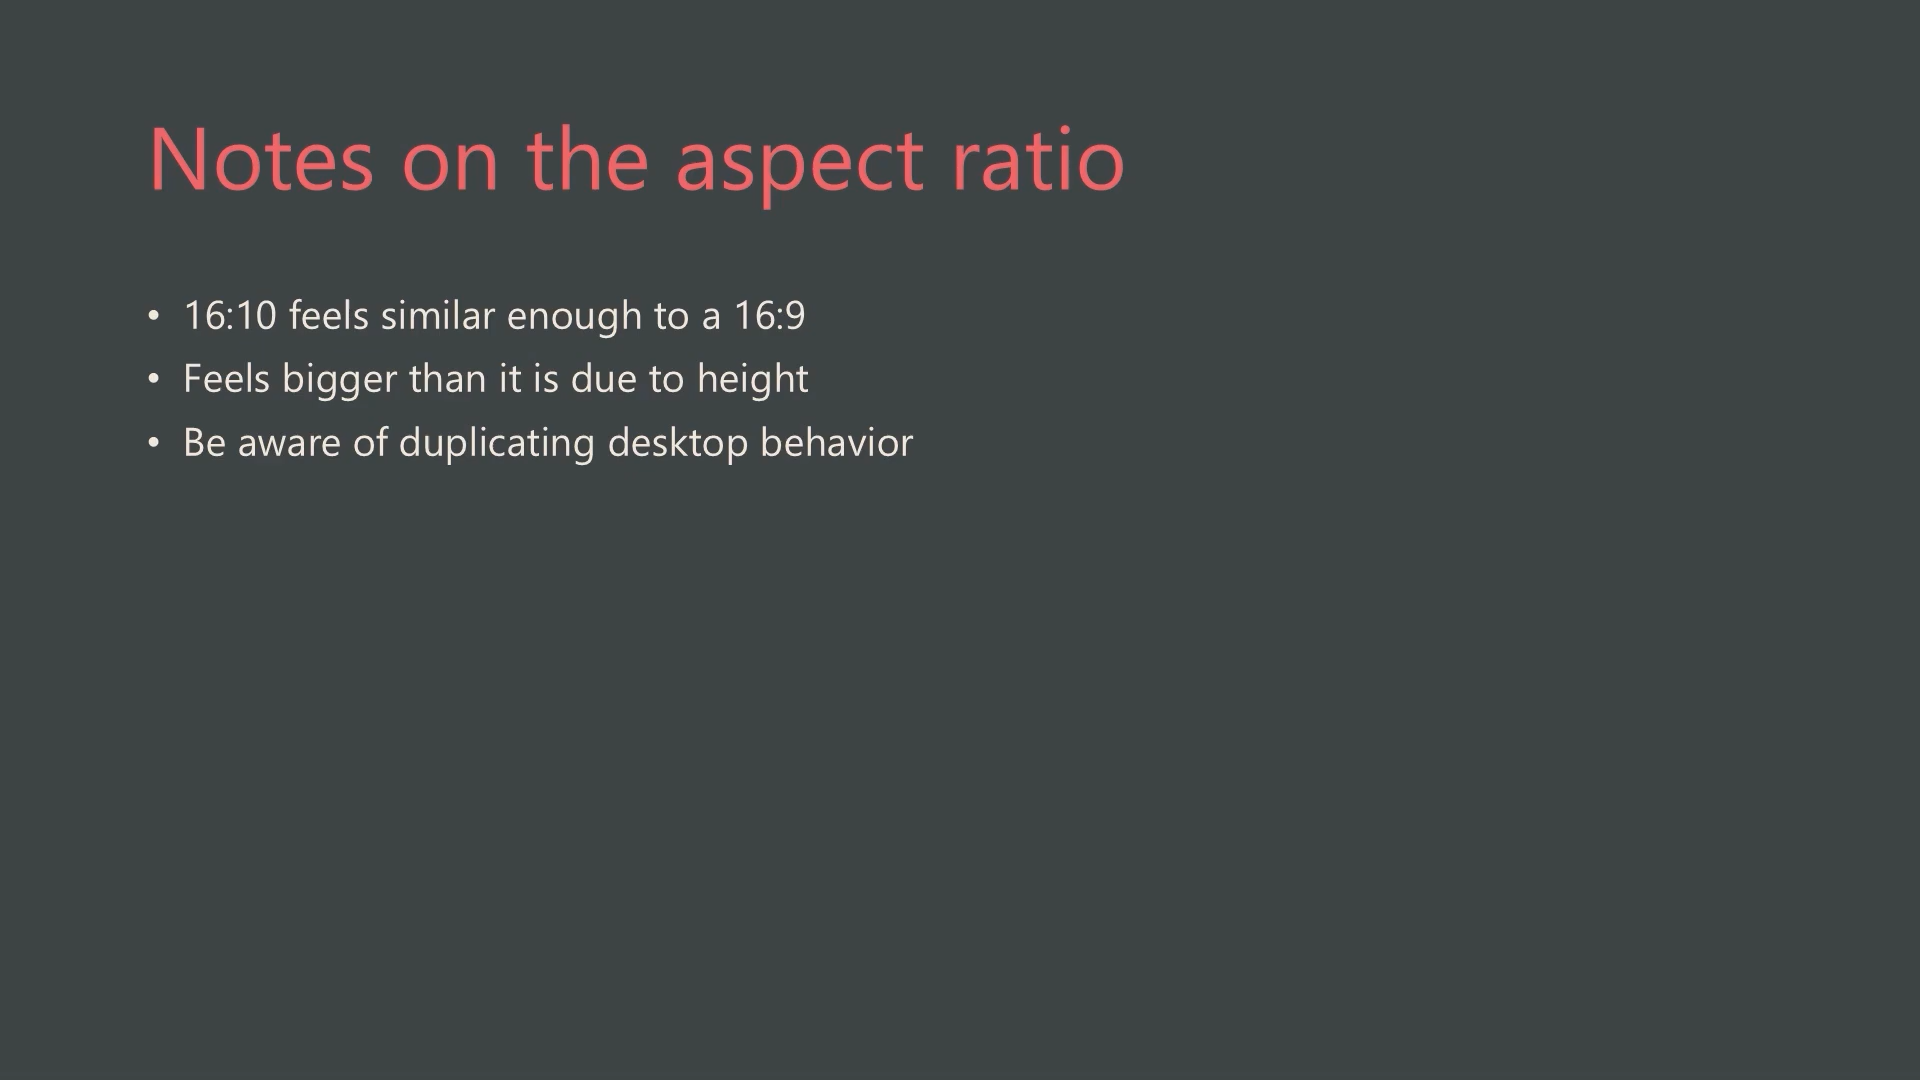 Notes on the aspect ratio
• 16:10 feels similar enough to a 16:9
• Feels bigger than it is due to height
• Be aware of duplicating desktop behavior